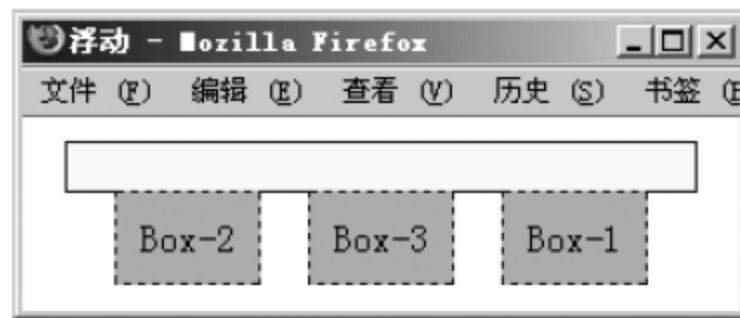 浮动 - Mozilla Firefox
文件 (F) 编辑 (E) 查看 (V) 历史 (S) 书签
Box-2 Box-3 Box-1